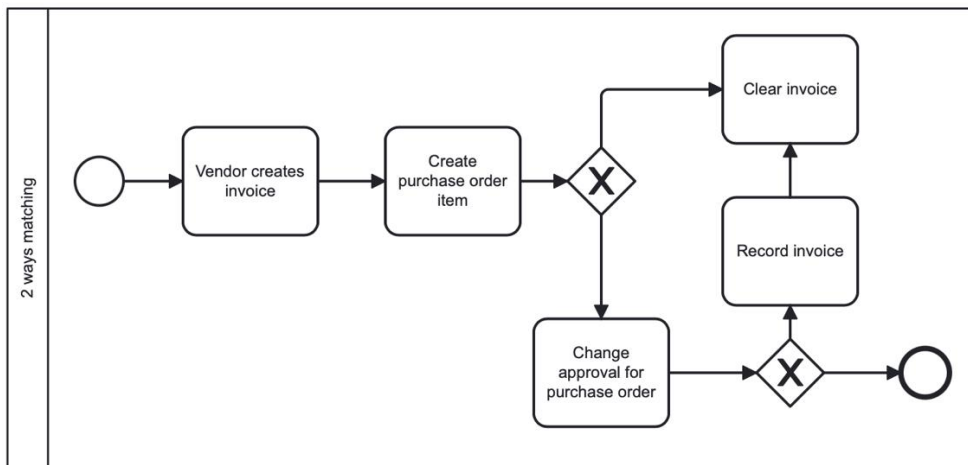 2 ways matching
Vendor creates
invoice
Create
purchase order
item
Clear invoice
Record invoice
Change
approval for
purchase order